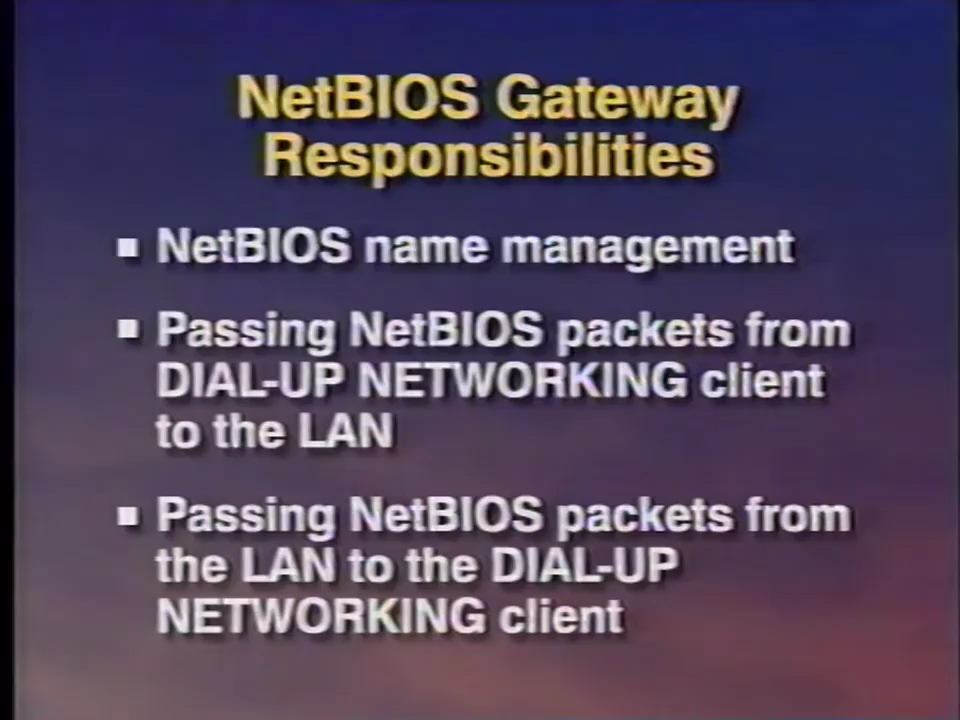 NetBIOS Gateway
Responsibilities
▪ NetBIOS name management
▪ Passing NetBIOS packets from
DIAL-UP NETWORKING client
to the LAN
▪ Passing NetBIOS packets from
the LAN to the DIAL-UP
NETWORKING client